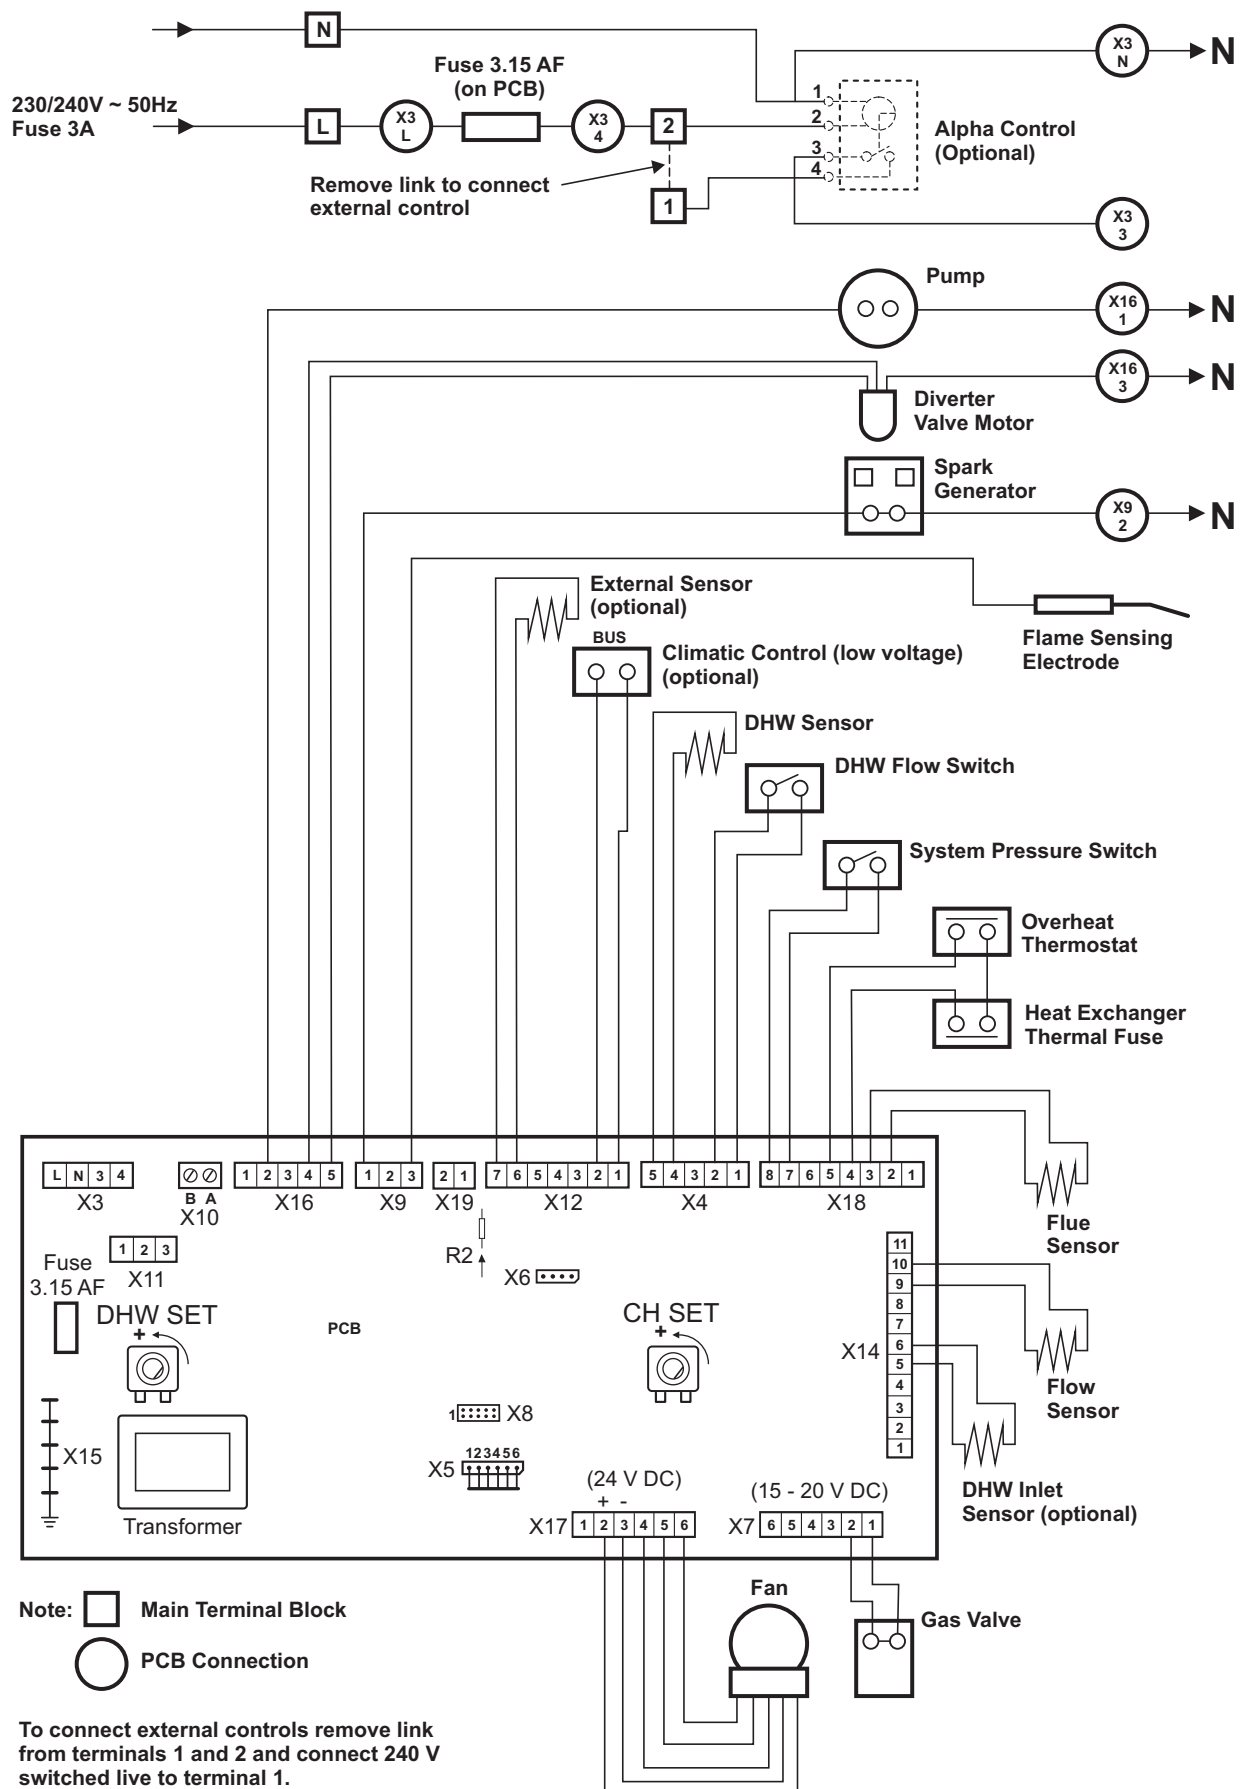 N
Fuse 3.15 AF
(on PCB)
X3
N
N
230/240V ~ 50Hz
Fuse 3A
L
X3
L
X3
4
2
1
2
3
4
Alpha Control
(Optional)
Remove link to connect
external control
1
X3
3
Pump
X16
1
N
X16
3
N
Diverter
Valve Motor
Spark
Generator
X9
2
N
External Sensor
(optional)
Flame Sensing
Electrode
BUS
Climatic Control (low voltage)
(optional)
DHW Sensor
DHW Flow Switch
System Pressure Switch
Overheat
Thermostat
Heat Exchanger
Thermal Fuse
L N 3 4
X3
B A
X10
1 2 3 4 5
X16
1 2 3
X9
2 1
X19
7 6 5 4 3 2 1
X12
5 4 3 2 1
X4
8 7 6 5 4 3 2 1
X18
Flue
Sensor
1 2 3
X11
Fuse
3.15 AF
R2
X6
DHW SET
+
PCB
CH SET
+
11
10
9
8
7
6
5
4
3
2
1
X14
Flow
Sensor
1 X8
X15
123456
X5
Transformer
(24 V DC)
+ -
X17 1 2 3 4 5 6
(15 - 20 V DC)
X7 6 5 4 3 2 1
DHW Inlet
Sensor (optional)
Fan
Gas Valve
Note: Main Terminal Block
PCB Connection
To connect external controls remove link
from terminals 1 and 2 and connect 240 V
switched live to terminal 1.